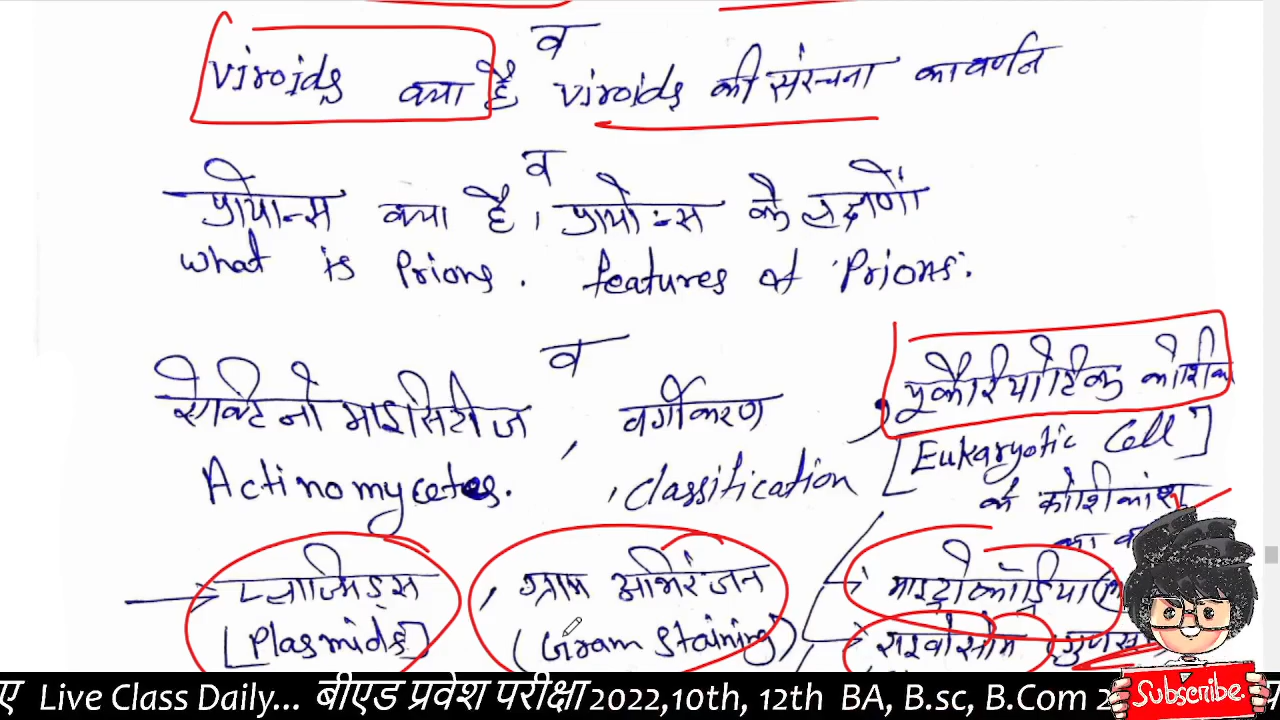 viroids क्या है, व viroids की संरचना का वर्णन
प्रायोन्स क्या है। व प्रायोन्स के लक्षणों
What is Prions. features of Prions.
एक्टिनोमाइसिटीज व वर्गीकरण
Actinomycetes. , classification
यूकैरियोटिक कोशिक
[Eukaryotic Cell]
के कोशिकांग
का व
प्लाज्मिड्स , ग्राम अभिरंजन
[Plasmids] (Gram Staining)
माइटोकॉन्ड्रिया
राइबोसोम
ए Live Class Daily... बीएड प्रवेश परीक्षा 2022,10th, 12th BA, B.sc, B.Com 2
Subscribe